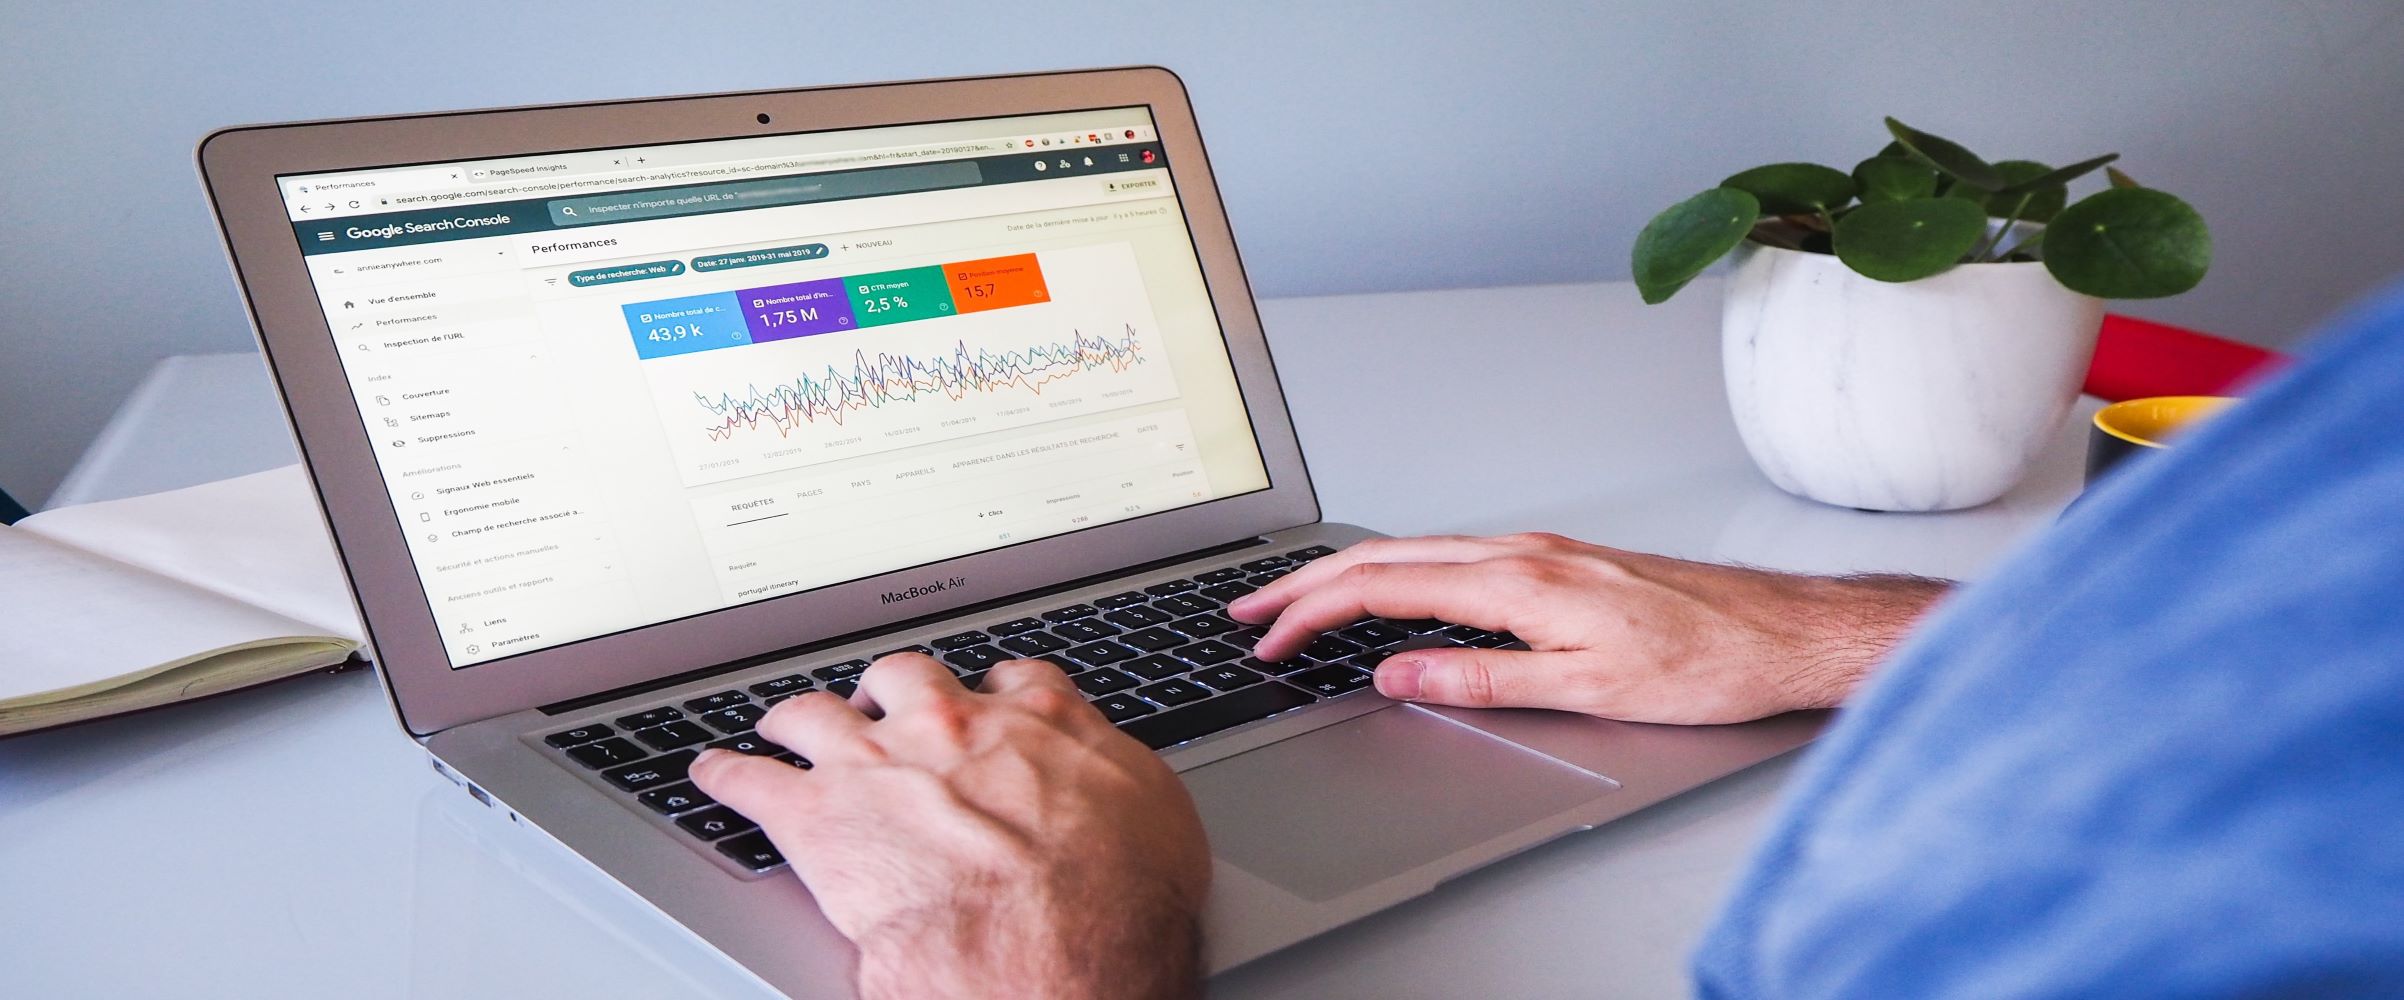 Performances
PageSpeed Insights
search.google.com/search-console/performance/search-analytics?resource_id=sc-domain%3A
am&hl=fr&start_date=20190127&en...
Google Search Console
Inspecter n'importe quelle URL de "
EXPORTER
annieanywhere.com
Performances
Date de la dernière mise à jour : il y a 5 heures
Type de recherche: Web
Date: 27 janv. 2019-31 mai 2019
NOUVEAU
Vue d'ensemble
Performances
Inspection de l'URL
Index
Couverture
Sitemaps
Suppressions
Améliorations
Signaux Web essentiels
Ergonomie mobile
Champ de recherche associé a...
Sécurité et actions manuelles
Anciens outils et rapports
Liens
Paramètres
Nombre total de c...
43,9 k
Nombre total d'im...
1,75 M
CTR moyen
2,5 %
Position moyenne
15,7
27/01/2019 12/02/2019 28/02/2019 16/03/2019 01/04/2019 17/04/2019 03/05/2019 19/05/2019
REQUÊTES PAGES PAYS APPAREILS APPARENCE DANS LES RÉSULTATS DE RECHERCHE DATES
Requête Clics Impressions CTR Position
portugal itinerary 851 9 286 9,2 % 5,6
MacBook Air
2
6
7
8
9
Q
A
U
I
O
H
J
K
B
N
M
cmd